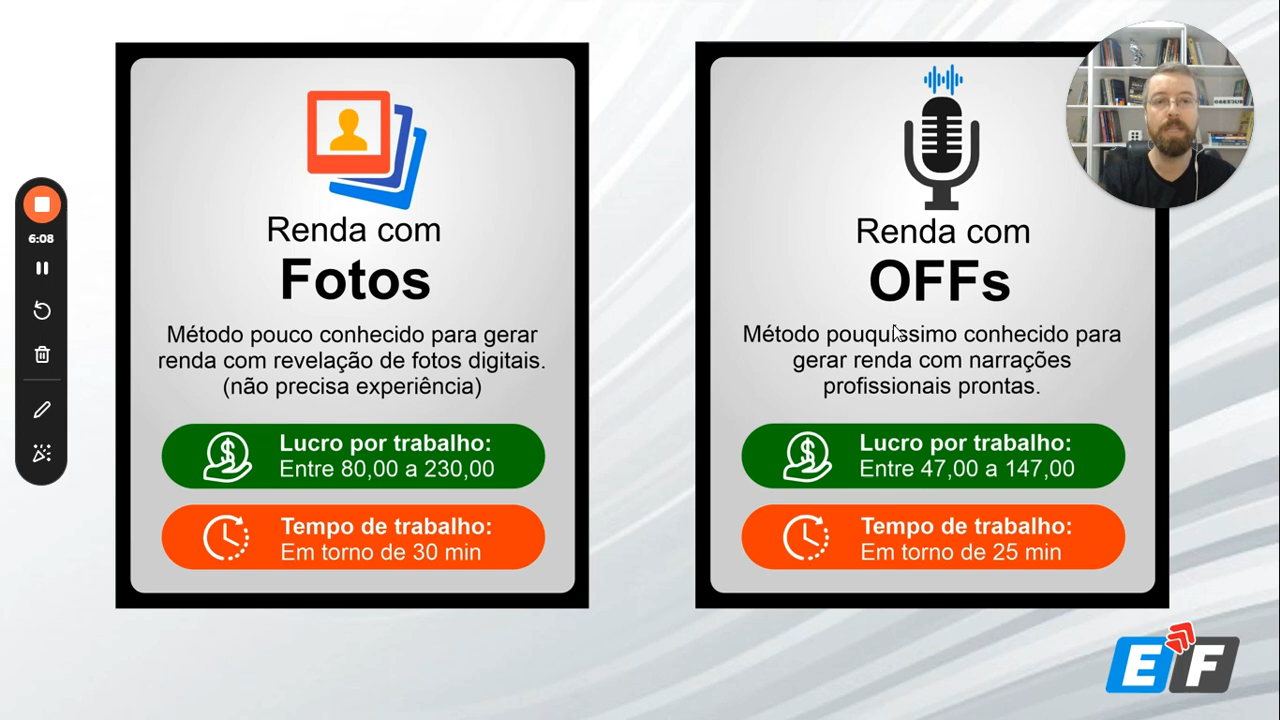 6:08
Renda com
Fotos
Método pouco conhecido para gerar
renda com revelação de fotos digitais.
(não precisa experiência)
Lucro por trabalho:
Entre 80,00 a 230,00
Tempo de trabalho:
Em torno de 30 min
Renda com
OFFs
Método pouquíssimo conhecido para
gerar renda com narrações
profissionais prontas.
Lucro por trabalho:
Entre 47,00 a 147,00
Tempo de trabalho:
Em torno de 25 min
EF